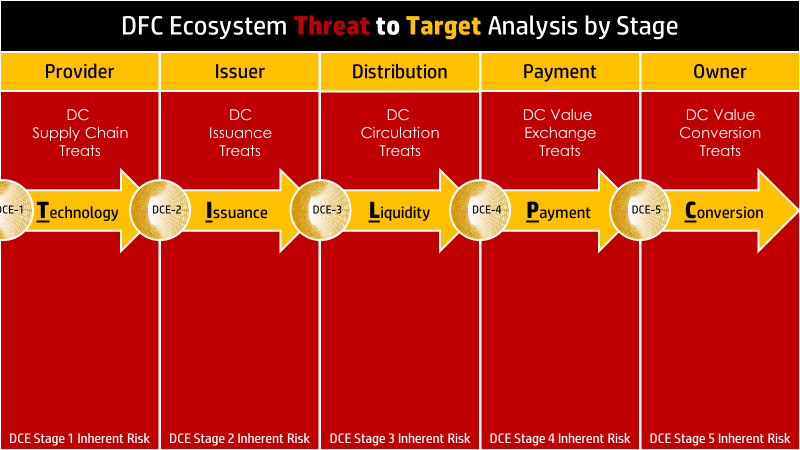 DFC Ecosystem Threat to Target Analysis by Stage
Provider
Issuer
Distribution
Payment
Owner
DC
Supply Chain
Treats
DC
Issuance
Treats
DC
Circulation
Treats
DC Value
Exchange
Treats
DC Value
Conversion
Treats
DCE-1
Technology
DCE-2
Issuance
DCE-3
Liquidity
DCE-4
Payment
DCE-5
Conversion
DCE Stage 1 Inherent Risk
DCE Stage 2 Inherent Risk
DCE Stage 3 Inherent Risk
DCE Stage 4 Inherent Risk
DCE Stage 5 Inherent Risk